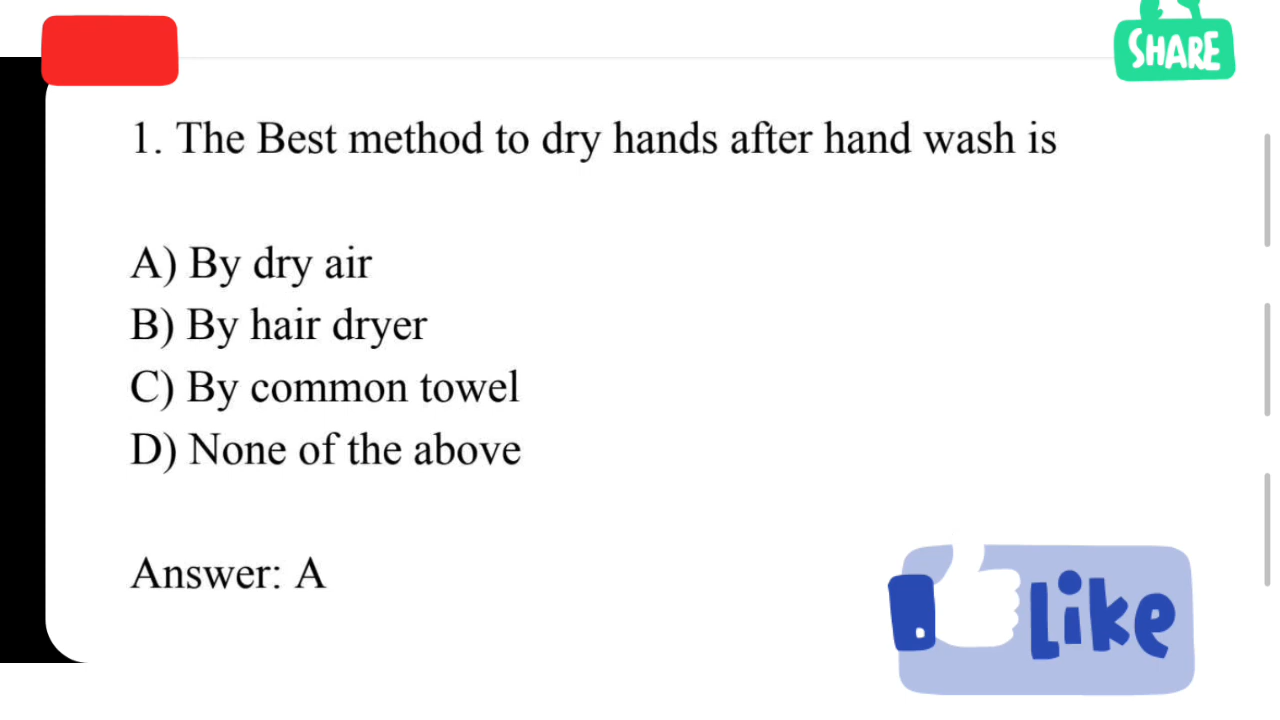 SHARE
1. The Best method to dry hands after hand wash is
A) By dry air
B) By hair dryer
C) By common towel
D) None of the above
Answer: A
Like